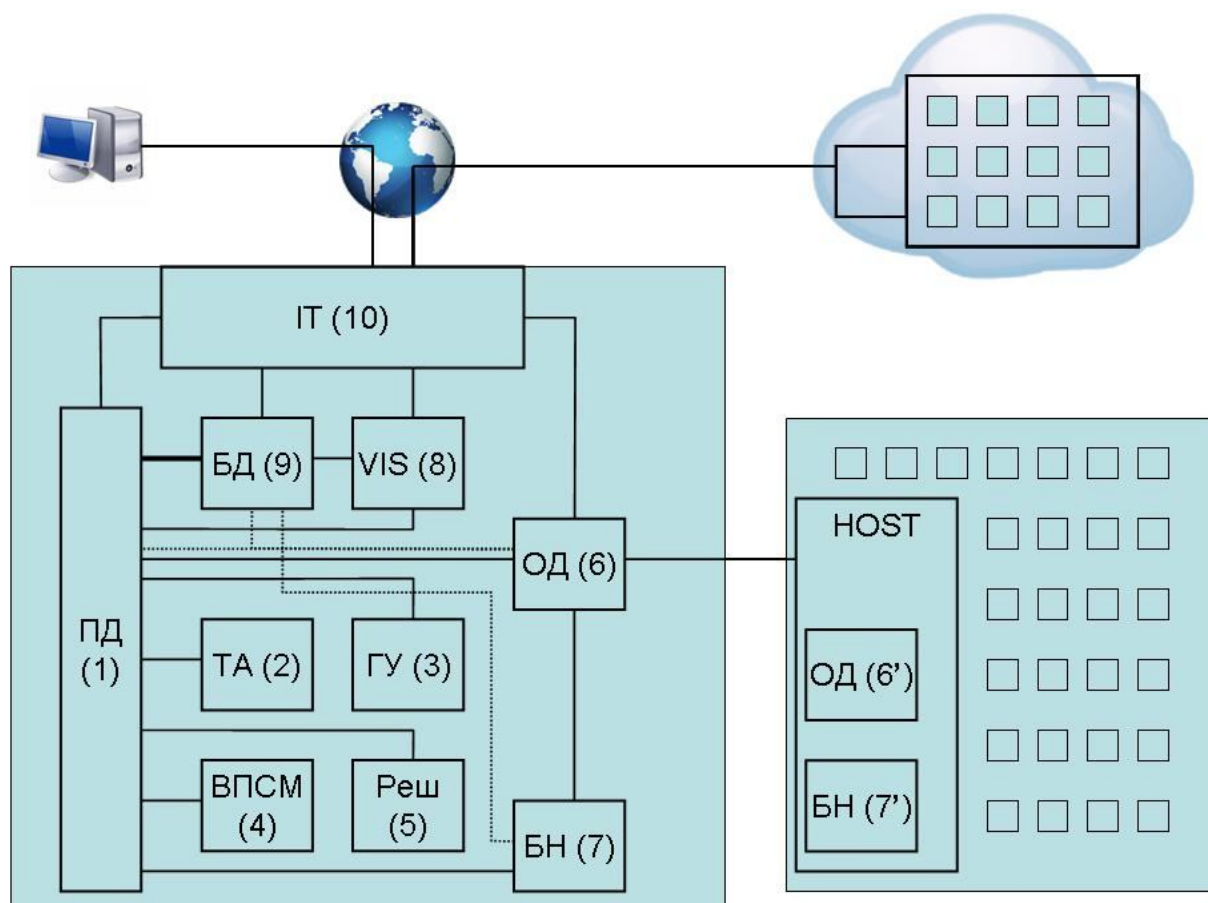 IT (10)
БД (9)
VIS (8)
ОД (6)
HOST
ПД
(1)
ТА (2)
ГУ (3)
ОД (6’)
ВПСМ
(4)
Реш
(5)
БН (7)
БН (7’)